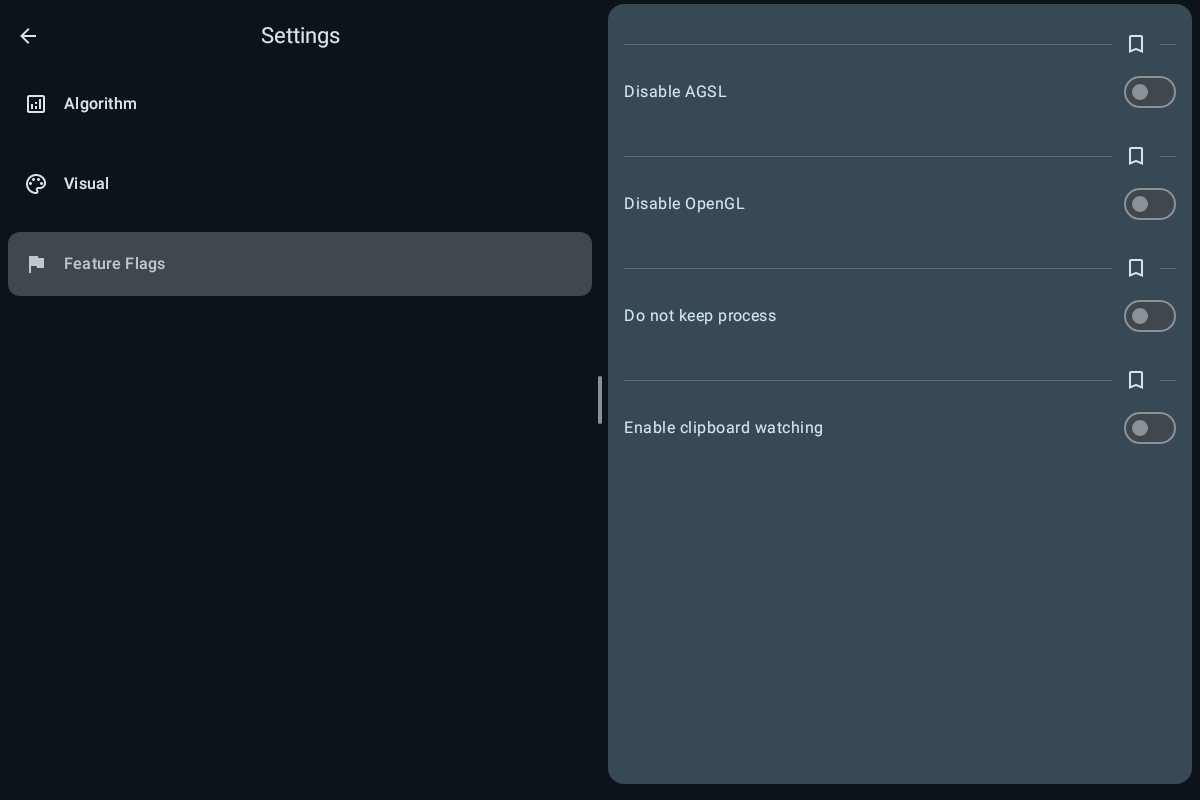 Settings
Algorithm
Visual
Feature Flags
Disable AGSL
Disable OpenGL
Do not keep process
Enable clipboard watching